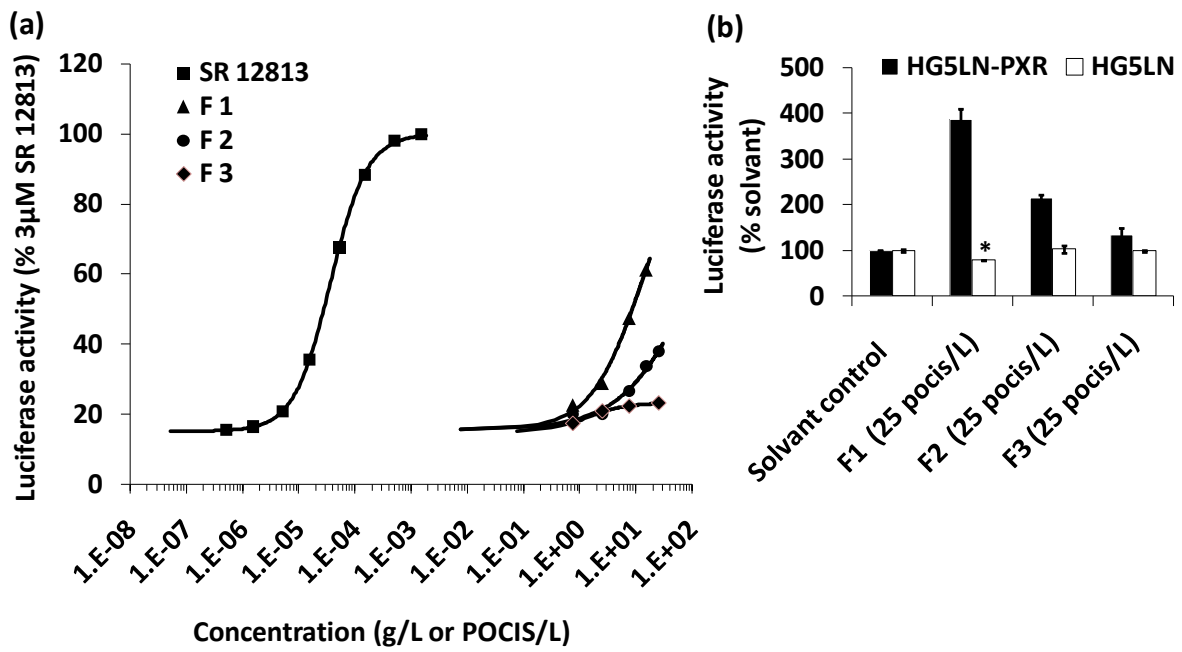 (a)
Luciferase activity (% 3µM SR 12813)
120
100
80
60
40
20
0
SR 12813
F 1
F 2
F 3
1.E-08
1.E-07
1.E-06
1.E-05
1.E-04
1.E-03
1.E-02
1.E-01
1.E+00
1.E+01
1.E+02
Concentration (g/L or POCIS/L)
(b)
Luciferase activity
(% solvant)
500
400
300
200
100
0
HG5LN-PXR
HG5LN
*
Solvant control
F1 (25 pocis/L)
F2 (25 pocis/L)
F3 (25 pocis/L)